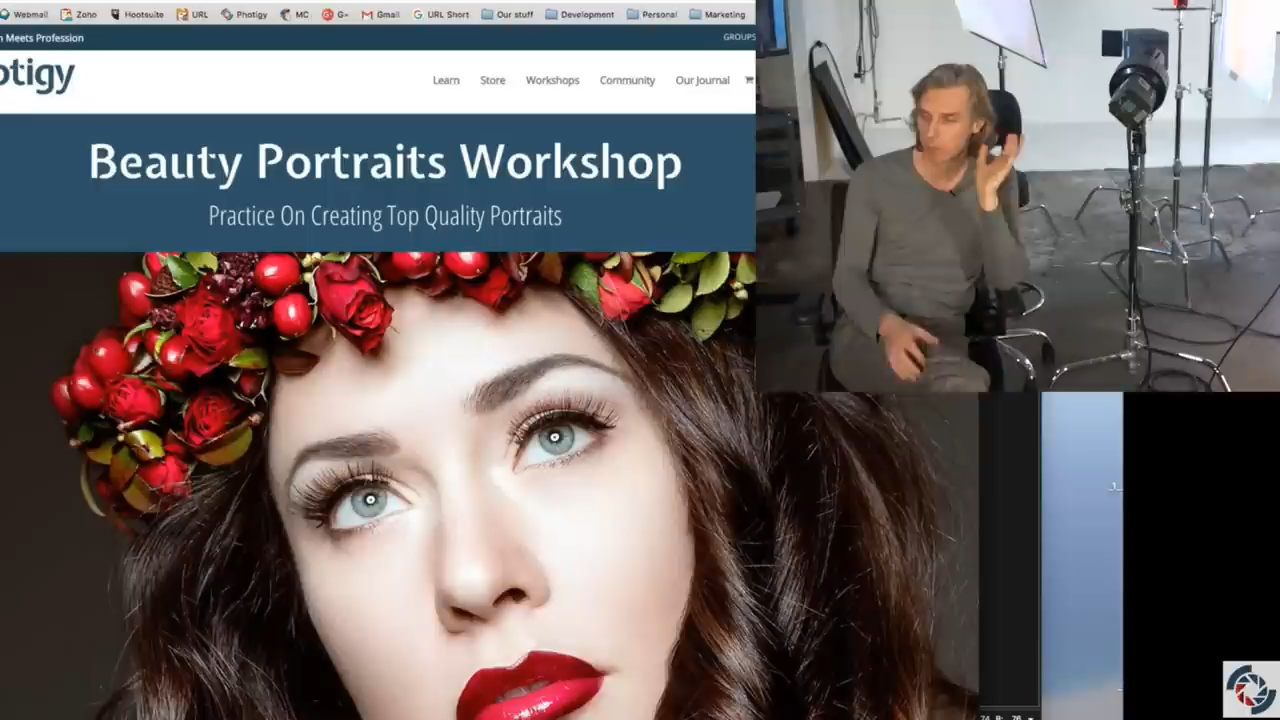 Webmail Zoho Hootsuite URL Photigy MC G+ Gmail URL Short Our stuff Development Personal Marketing
n Meets Profession GROUPS
otigy Learn Store Workshops Community Our Journal
Beauty Portraits Workshop
Practice On Creating Top Quality Portraits